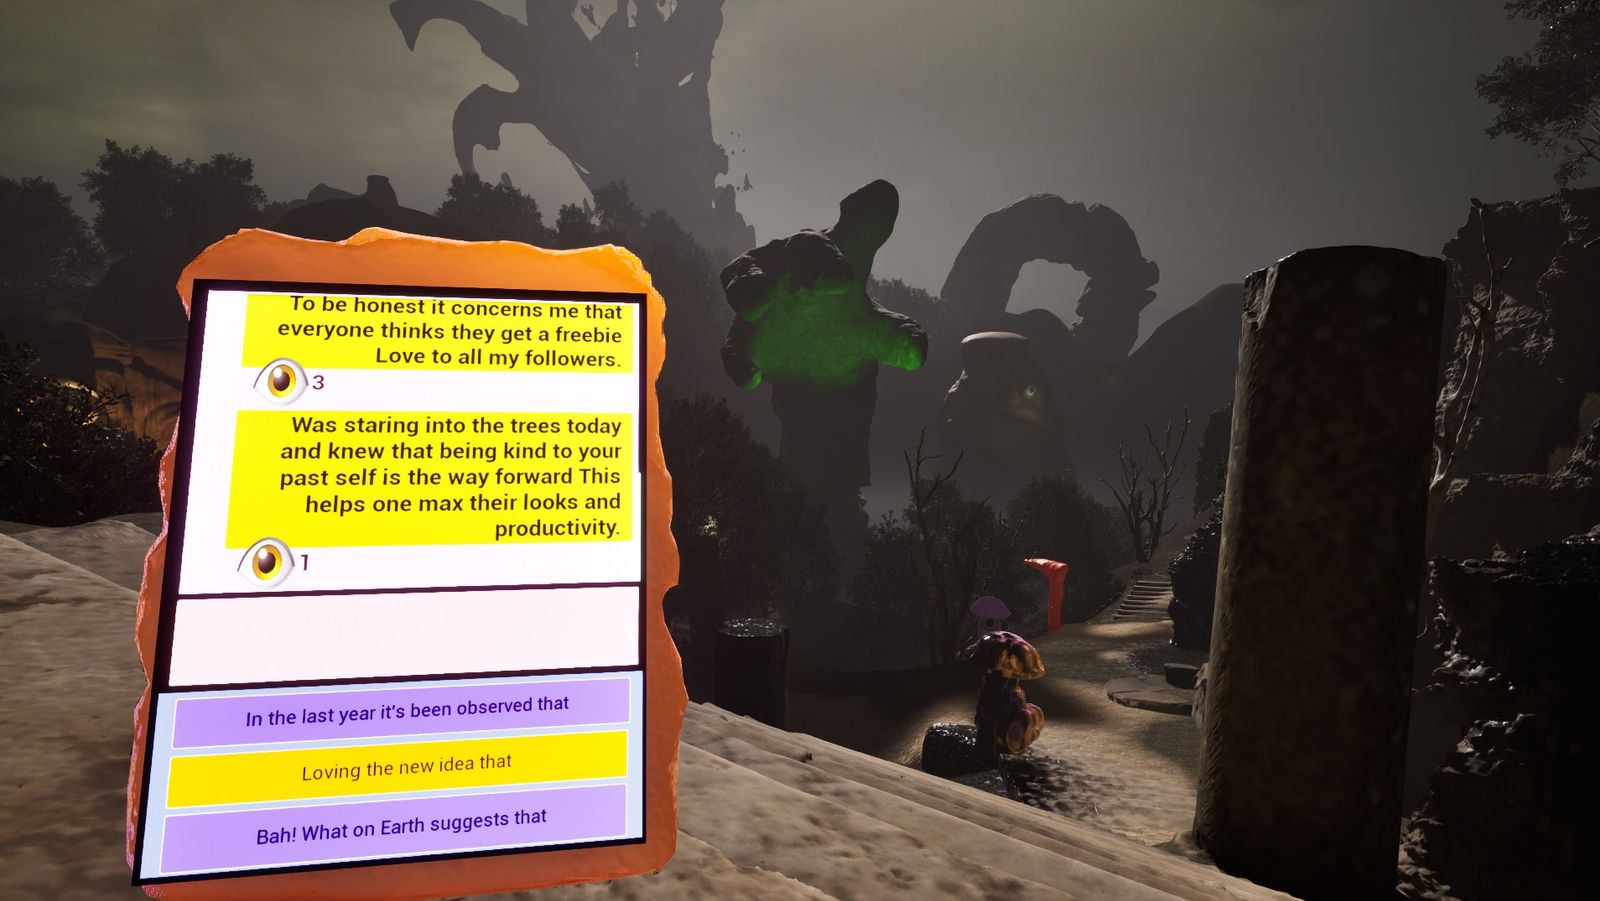 To be honest it concerns me that
everyone thinks they get a freebie
Love to all my followers.
3
Was staring into the trees today
and knew that being kind to your
past self is the way forward This
helps one max their looks and
productivity.
1
In the last year it's been observed that
Loving the new idea that
Bah! What on Earth suggests that